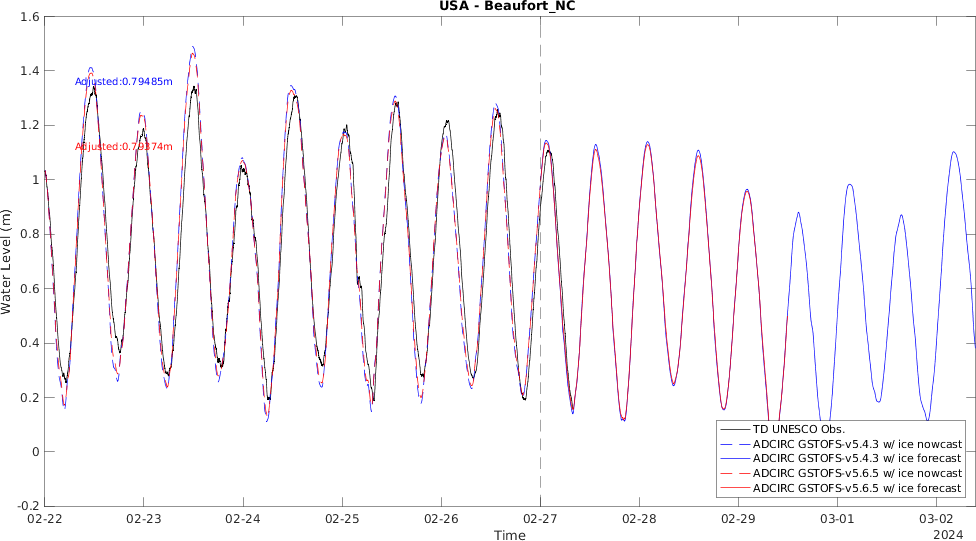 USA - Beaufort_NC
1.6
1.4
1.2
1
0.8
0.6
0.4
0.2
0
-0.2
Water Level (m)
Adjusted:0.79485m
Adjusted:0.79374m
TD UNESCO Obs.
ADCIRC GSTOFS-v5.4.3 w/ ice nowcast
ADCIRC GSTOFS-v5.4.3 w/ ice forecast
ADCIRC GSTOFS-v5.6.5 w/ ice nowcast
ADCIRC GSTOFS-v5.6.5 w/ ice forecast
02-22 02-23 02-24 02-25 02-26 02-27 02-28 02-29 03-01 03-02
Time
2024